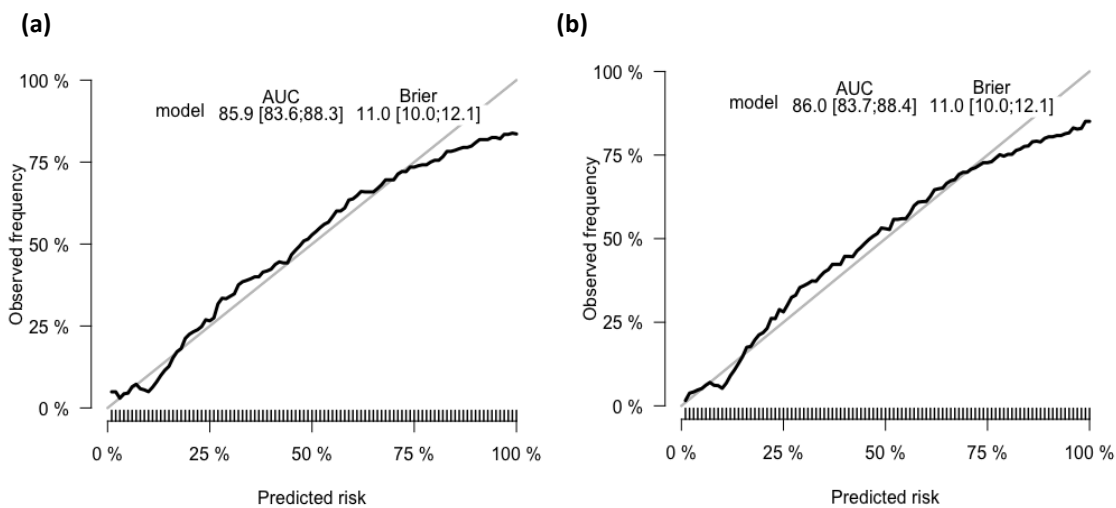 (a)
100 %
75 %
50 %
25 %
0 %
Observed frequency
AUC Brier
model 85.9 [83.6;88.3] 11.0 [10.0;12.1]
0 % 25 % 50 % 75 % 100 %
Predicted risk
(b)
100 %
75 %
50 %
25 %
0 %
Observed frequency
AUC Brier
model 86.0 [83.7;88.4] 11.0 [10.0;12.1]
0 % 25 % 50 % 75 % 100 %
Predicted risk